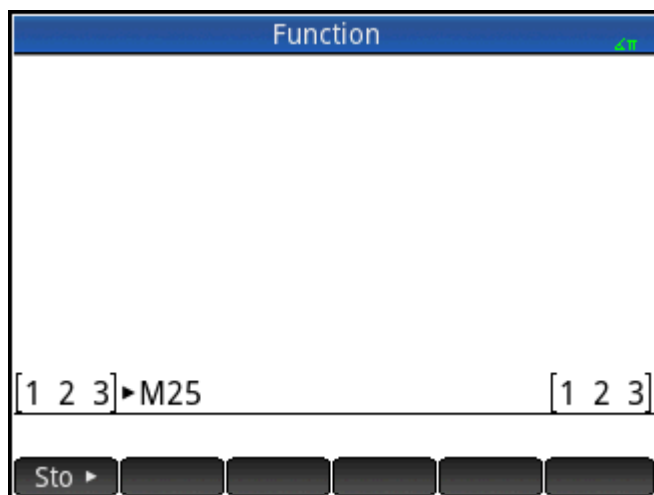 Function
∡π
[1 2 3]▶M25 [1 2 3]
Sto ▶